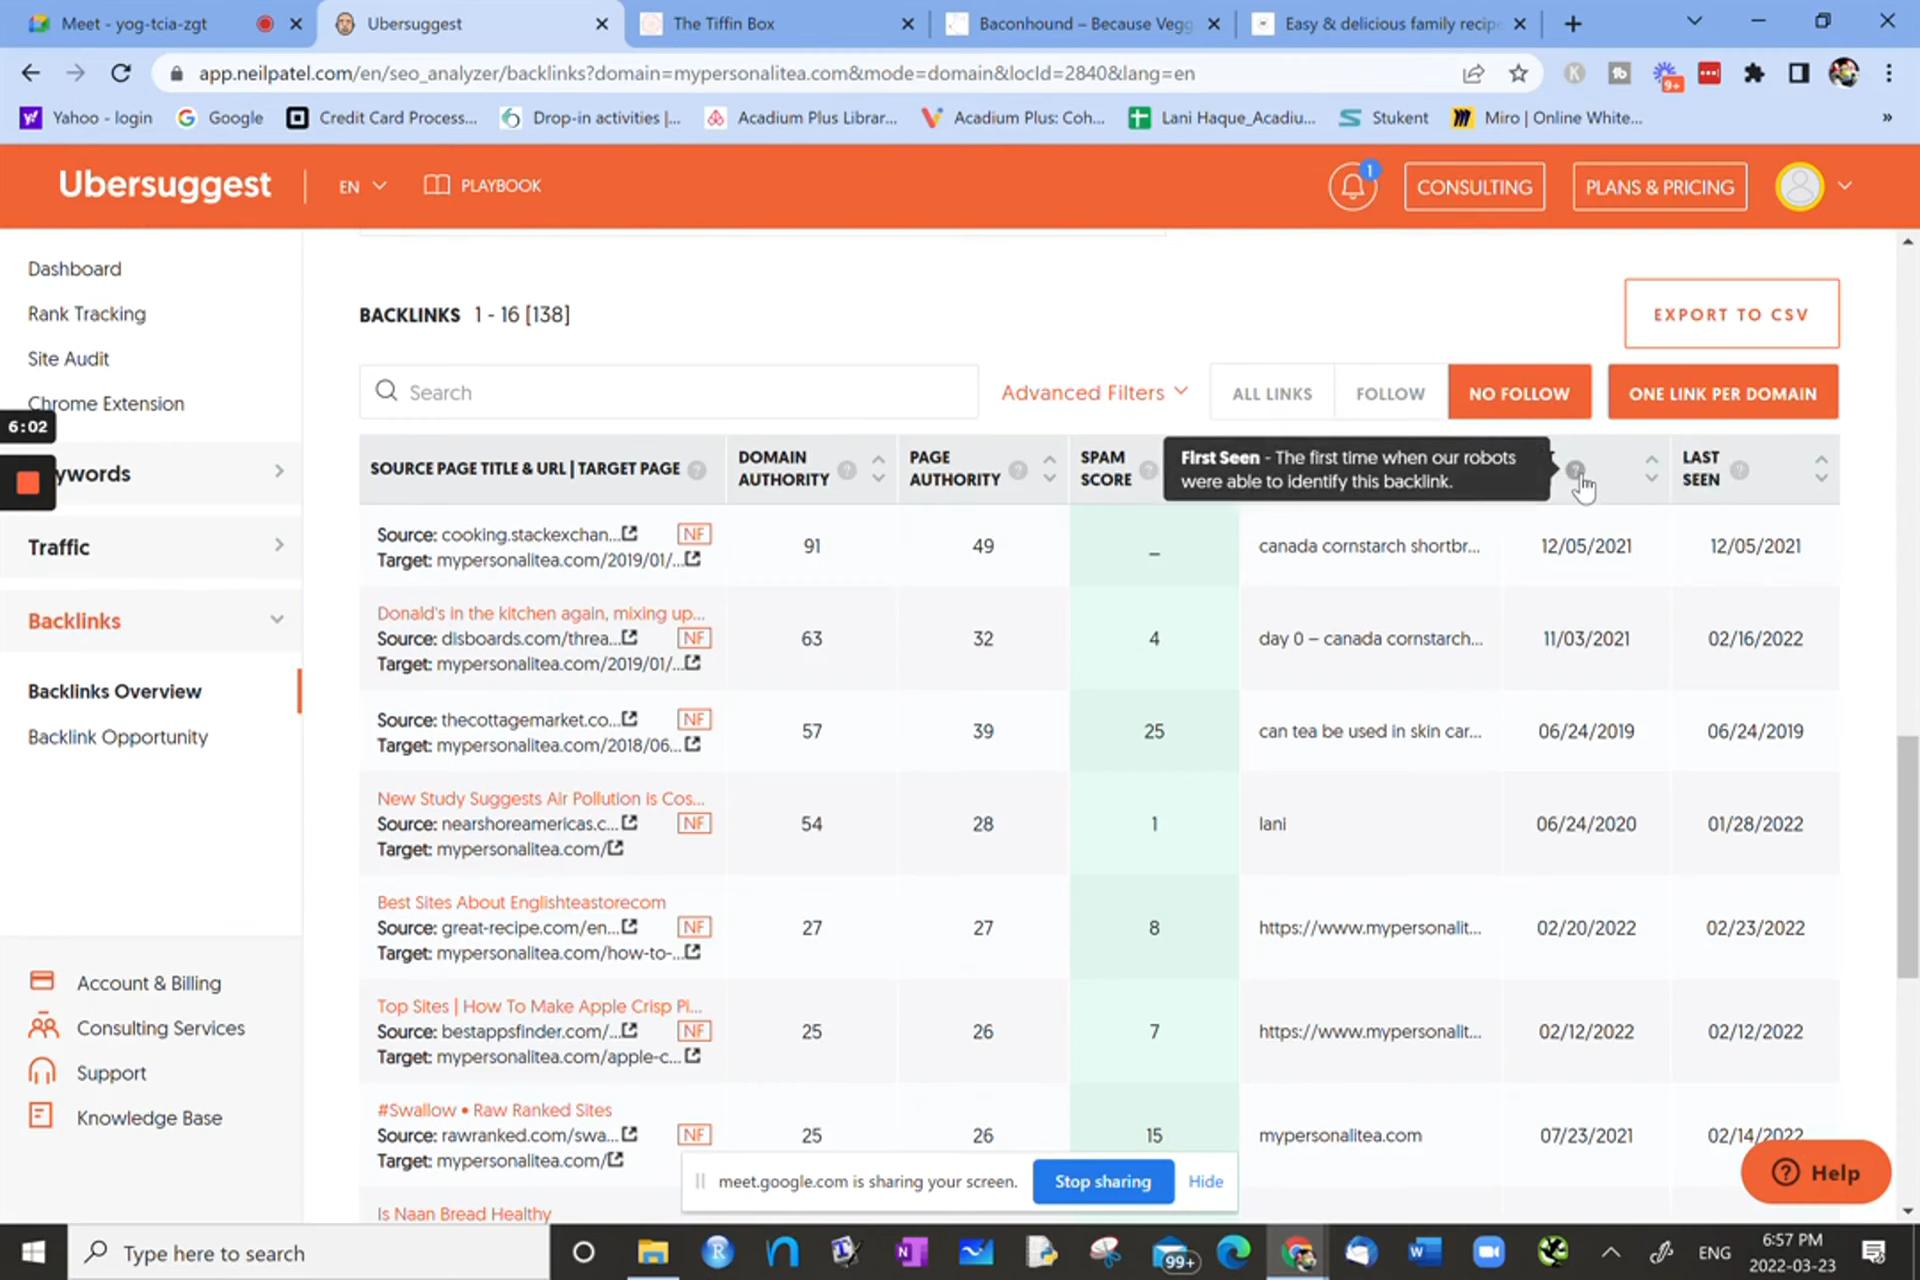 Meet - yog-tcia-zgt
Ubersuggest
The Tiffin Box
Baconhound – Because Vegg
Easy & delicious family recipe
app.neilpatel.com/en/seo_analyzer/backlinks?domain=mypersonalitea.com&mode=domain&locId=2840&lang=en
K
tb
9+
Yahoo - login
Google
Credit Card Process...
Drop-in activities |...
Acadium Plus Librar...
Acadium Plus: Coh...
Lani Haque_Acadiu...
Stukent
Miro | Online White...
»
Ubersuggest
EN
PLAYBOOK
1
CONSULTING
PLANS & PRICING
Dashboard
Rank Tracking
Site Audit
Chrome Extension
6:02
ywords
Traffic
Backlinks
Backlinks Overview
Backlink Opportunity
Account & Billing
Consulting Services
Support
Knowledge Base
BACKLINKS 1 - 16 [138]
EXPORT TO CSV
Search
Advanced Filters
ALL LINKS
FOLLOW
NO FOLLOW
ONE LINK PER DOMAIN
SOURCE PAGE TITLE & URL | TARGET PAGE
DOMAIN AUTHORITY
PAGE AUTHORITY
SPAM SCORE
First Seen - The first time when our robots
were able to identify this backlink.
LAST SEEN
Source: cooking.stackexchan... NF
Target: mypersonalitea.com/2019/01/...
91 49 _ canada cornstarch shortbr... 12/05/2021 12/05/2021
Donald's in the kitchen again, mixing up...
Source: disboards.com/threa... NF
Target: mypersonalitea.com/2019/01/...
63 32 4 day 0 – canada cornstarch... 11/03/2021 02/16/2022
Source: thecottagemarket.co... NF
Target: mypersonalitea.com/2018/06...
57 39 25 can tea be used in skin car... 06/24/2019 06/24/2019
New Study Suggests Air Pollution is Cos...
Source: nearshoreamericas.c... NF
Target: mypersonalitea.com/
54 28 1 lani 06/24/2020 01/28/2022
Best Sites About Englishteastorecom
Source: great-recipe.com/en... NF
Target: mypersonalitea.com/how-to-...
27 27 8 https://www.mypersonalit... 02/20/2022 02/23/2022
Top Sites | How To Make Apple Crisp Pi...
Source: bestappsfinder.com/... NF
Target: mypersonalitea.com/apple-c...
25 26 7 https://www.mypersonalit... 02/12/2022 02/12/2022
#Swallow • Raw Ranked Sites
Source: rawranked.com/swa... NF
Target: mypersonalitea.com/
25 26 15 mypersonalitea.com 07/23/2021 02/14/2022
Is Naan Bread Healthy
meet.google.com is sharing your screen.
Stop sharing
Hide
Help
Type here to search
99+
ENG
6:57 PM
2022-03-23